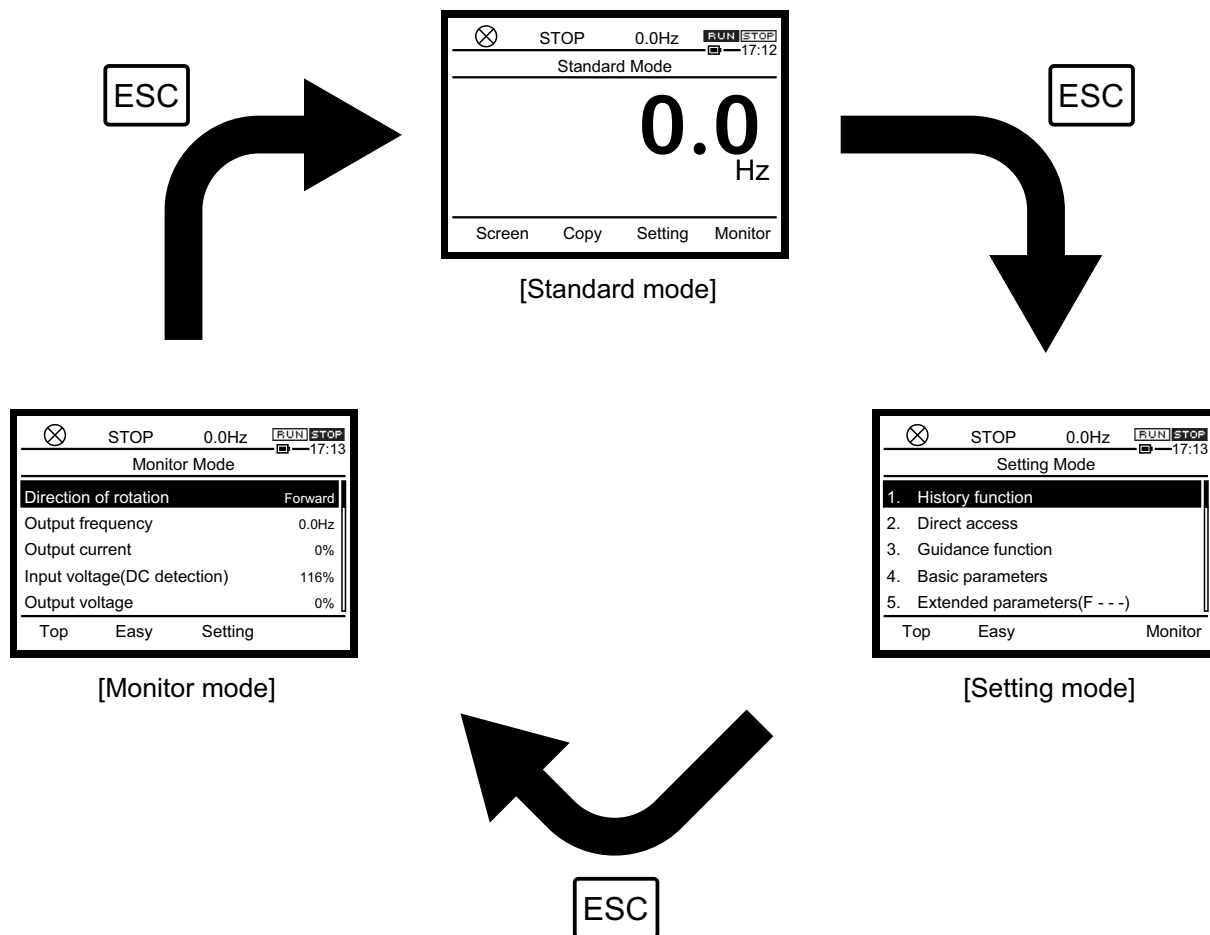 STOP 0.0Hz RUN STOP
17:12
Standard Mode
0.0
Hz
Screen Copy Setting Monitor
[Standard mode]
ESC
ESC
STOP 0.0Hz RUN STOP
17:13
Monitor Mode
Direction of rotation Forward
Output frequency 0.0Hz
Output current 0%
Input voltage(DC detection) 116%
Output voltage 0%
Top Easy Setting
[Monitor mode]
STOP 0.0Hz RUN STOP
17:13
Setting Mode
1. History function
2. Direct access
3. Guidance function
4. Basic parameters
5. Extended parameters(F - - -)
Top Easy Monitor
[Setting mode]
ESC